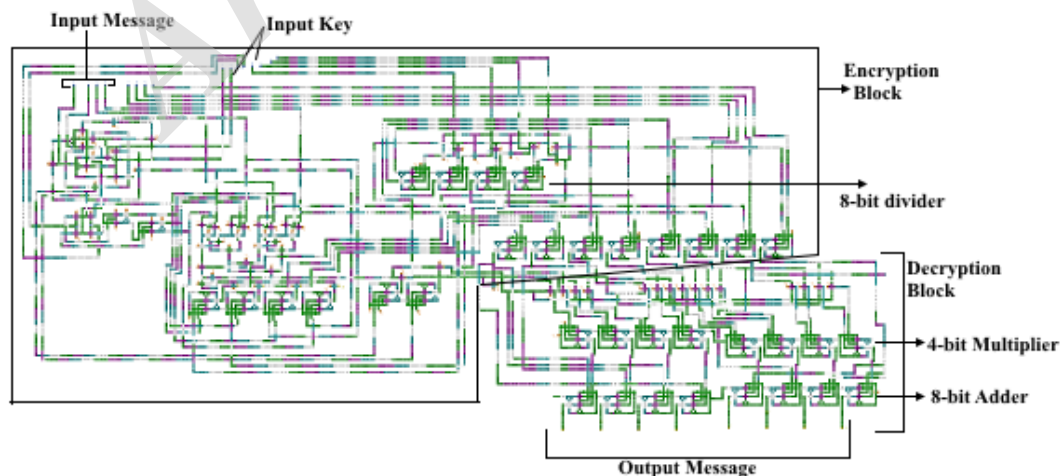 Input Message
Input Key
Encryption
Block
8-bit divider
Decryption
Block
4-bit Multiplier
8-bit Adder
Output Message